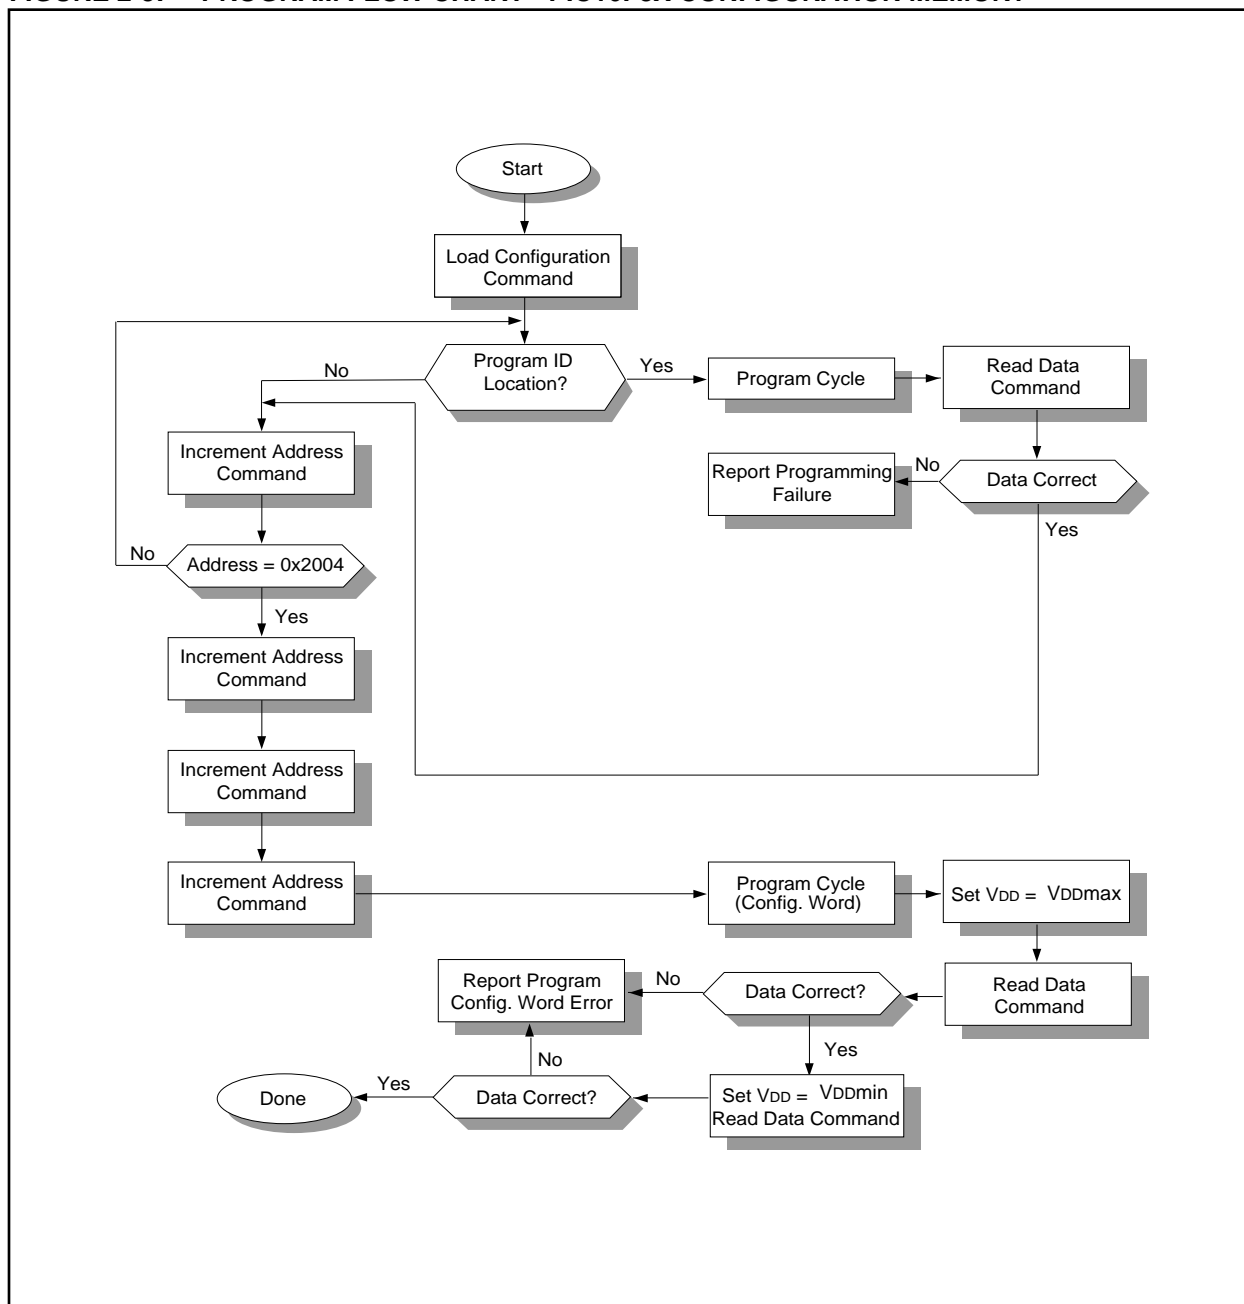 Start
Load Configuration
Command
Program ID
Location?
No
Yes
Program Cycle
Read Data
Command
Increment Address
Command
Report Programming
Failure
No
Data Correct
Yes
No
Address = 0x2004
Yes
Increment Address
Command
Increment Address
Command
Increment Address
Command
Program Cycle
(Config. Word)
Set VDD = VDDmax
Report Program
Config. Word Error
No
Data Correct?
Read Data
Command
Yes
No
Done
Yes
Data Correct?
Set VDD = VDDmin
Read Data Command